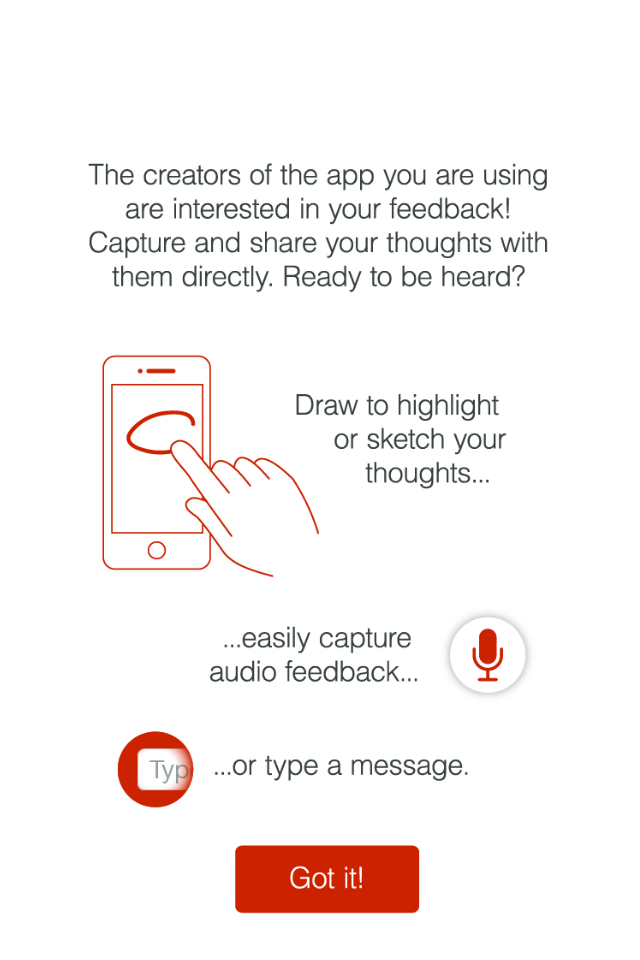 The creators of the app you are using
are interested in your feedback!
Capture and share your thoughts with
them directly. Ready to be heard?
Draw to highlight
or sketch your
thoughts...
...easily capture
audio feedback...
Typ
...or type a message.
Got it!